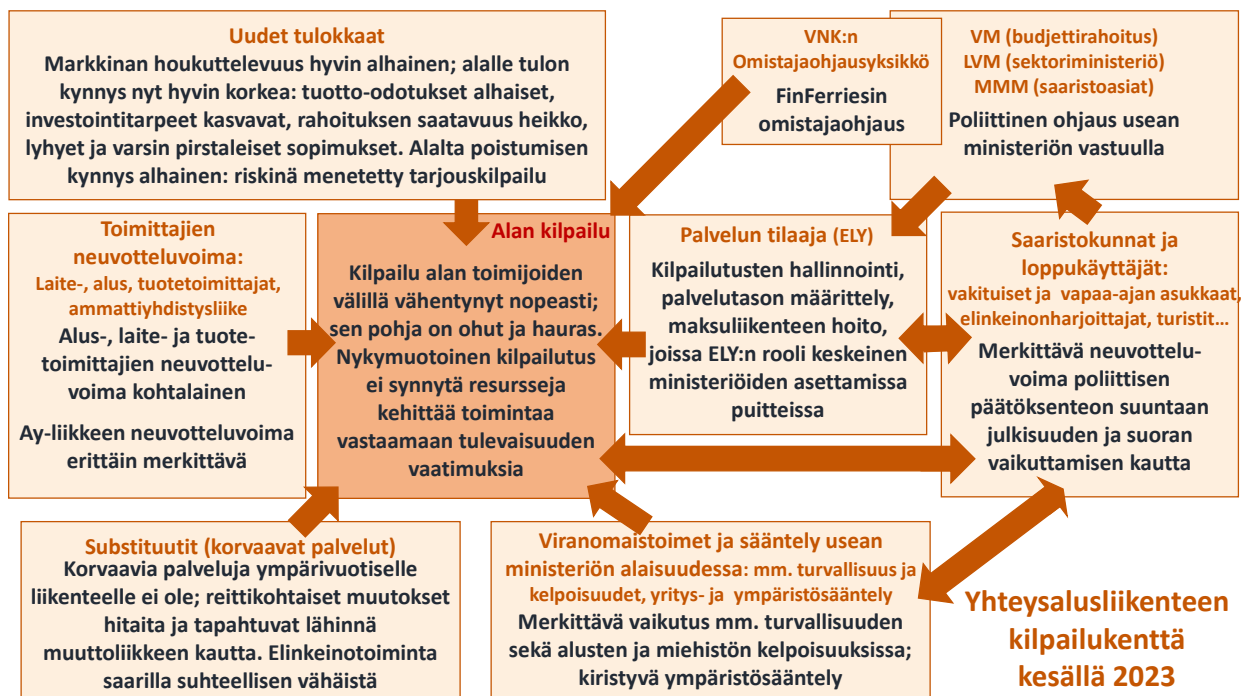 Uudet tulokkaat
Markkinan houkuttelevuus hyvin alhainen; alalle tulon
kynnys nyt hyvin korkea: tuotto-odotukset alhaiset,
investointitarpeet kasvavat, rahoituksen saatavuus heikko,
lyhyet ja varsin pirstaleiset sopimukset. Alalta poistumisen
kynnys alhainen: riskinä menetetty tarjouskilpailu
VNK:n
Omistajaohjausyksikkö
FinFerriesin
omistajaohjaus
VM (budjettirahoitus)
LVM (sektoriministeriö)
MMM (saaristoasiat)
Poliittinen ohjaus usean
ministeriön vastuulla
Toimittajien
neuvotteluvoima:
Laite-, alus, tuotetoimittajat,
ammattiyhdistysliike
Alus-, laite- ja tuote-
toimittajien neuvottelu-
voima kohtalainen
Ay-liikkeen neuvotteluvoima
erittäin merkittävä
Alan kilpailu
Kilpailu alan toimijoiden
välillä vähentynyt nopeasti;
sen pohja on ohut ja hauras.
Nykymuotoinen kilpailutus
ei synnytä resursseja
kehittää toimintaa
vastaamaan tulevaisuuden
vaatimuksia
Palvelun tilaaja (ELY)
Kilpailutusten hallinnointi,
palvelutason määrittely,
maksuliikenteen hoito,
joissa ELY:n rooli keskeinen
ministeriöiden asettamissa
puitteissa
Saaristokunnat ja
loppukäyttäjät:
vakituiset ja vapaa-ajan asukkaat,
elinkeinonharjoittajat, turistit…
Merkittävä neuvottelu-
voima poliittisen
päätöksenteon suuntaan
julkisuuden ja suoran
vaikuttamisen kautta
Substituutit (korvaavat palvelut)
Korvaavia palveluja ympärivuotiselle
liikenteelle ei ole; reittikohtaiset muutokset
hitaita ja tapahtuvat lähinnä
muuttoliikkeen kautta. Elinkeinotoiminta
saarilla suhteellisen vähäistä
Viranomaistoimet ja sääntely usean
ministeriön alaisuudessa: mm. turvallisuus ja
kelpoisuudet, yritys- ja ympäristösääntely
Merkittävä vaikutus mm. turvallisuuden
sekä alusten ja miehistön kelpoisuuksissa;
kiristyvä ympäristösääntely
Yhteysalusliikenteen
kilpailukenttä
kesällä 2023